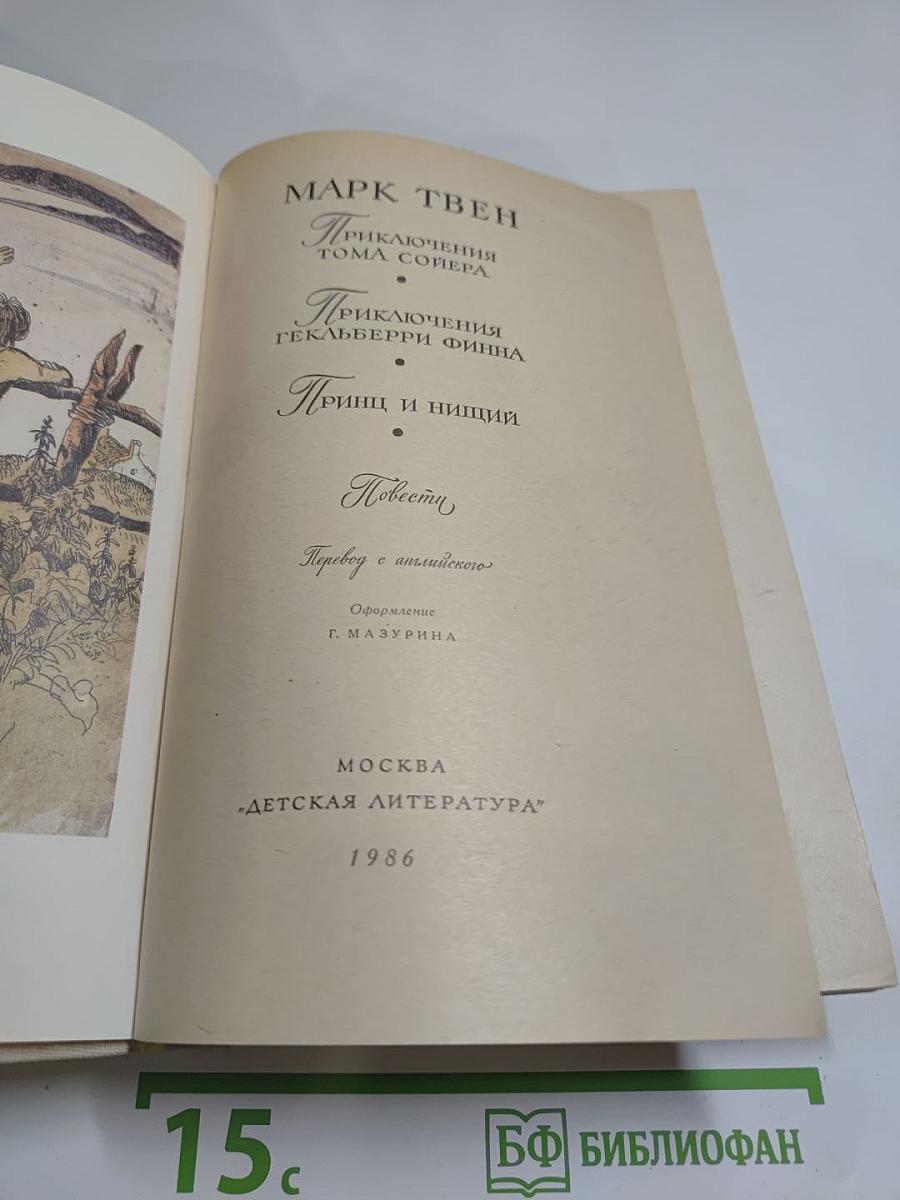 МАРК ТВЕН
Приключения
Тома Сойера
Приключения
Гекльберри Финна
Принц и нищий
Повести
Перевод с английского
Оформление
Г. МАЗУРИНА
МОСКВА
„ДЕТСКАЯ ЛИТЕРАТУРА"
1986
15 с
БФ БИБЛИОФАН